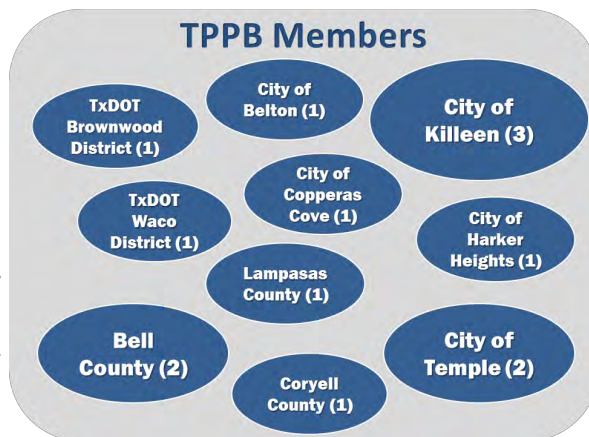 TPPB Members
TxDOT
Brownwood
District (1)
City of
Belton (1)
City of
Killeen (3)
TxDOT
Waco
District (1)
City of
Copperas
Cove (1)
City of
Harker
Heights (1)
Lampasas
County (1)
Bell
County (2)
City of
Temple (2)
Coryell
County (1)